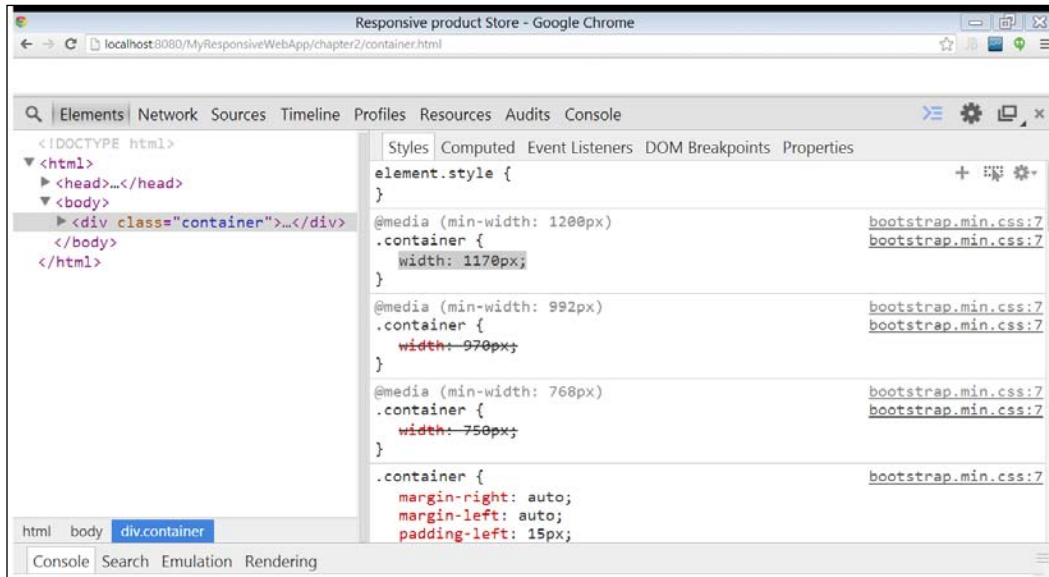 Responsive product Store - Google Chrome
localhost:8080/MyResponsiveWebApp/chapter2/container.html
JB
Elements Network Sources Timeline Profiles Resources Audits Console
<!DOCTYPE html>
<html>
<head>…</head>
<body>
<div class="container">…</div>
</body>
</html>
html body div.container
Styles Computed Event Listeners DOM Breakpoints Properties
element.style {
}
@media (min-width: 1200px) bootstrap.min.css:7
.container { bootstrap.min.css:7
width: 1170px;
}
@media (min-width: 992px) bootstrap.min.css:7
.container { bootstrap.min.css:7
width: 970px;
}
@media (min-width: 768px) bootstrap.min.css:7
.container { bootstrap.min.css:7
width: 750px;
}
.container { bootstrap.min.css:7
margin-right: auto;
margin-left: auto;
padding-left: 15px;
Console Search Emulation Rendering